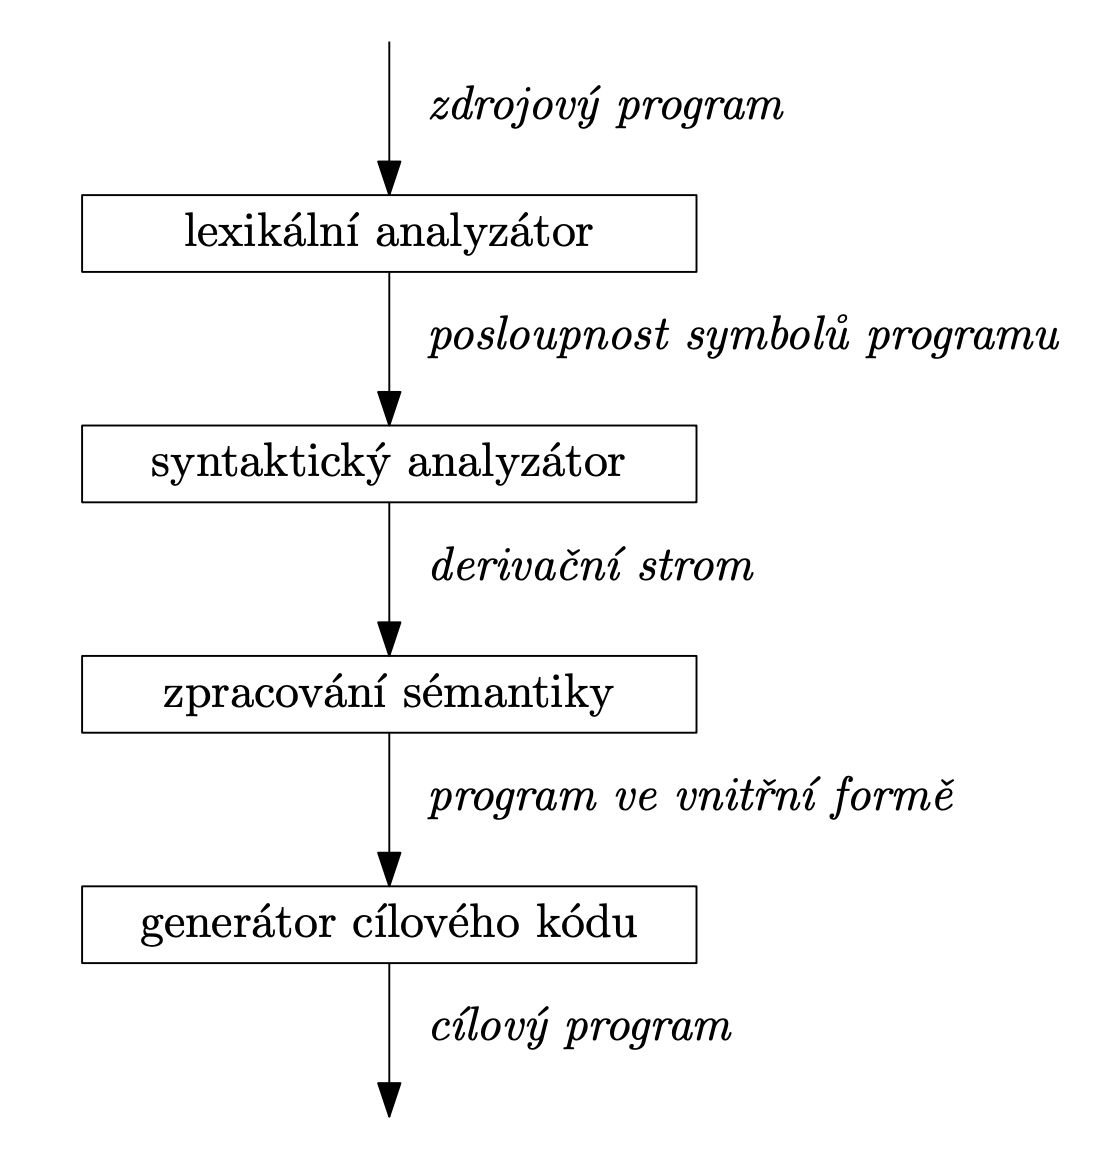 zdrojový program
lexikální analyzátor
posloupnost symbolů programu
syntaktický analyzátor
derivační strom
zpracování sémantiky
program ve vnitřní formě
generátor cílového kódu
cílový program